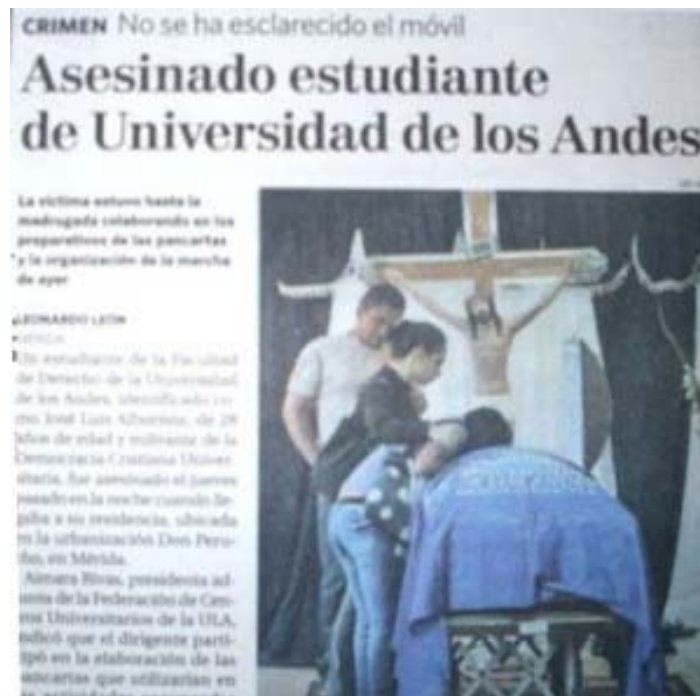 CRIMEN No se ha esclarecido el móvil
Asesinado estudiante
de Universidad de los Andes
La víctima estuvo hasta la
madrugada colaborando en los
preparativos de las pancartas
y la organización de la marcha
de ayer
LEONARDO LEÓN
MÉRIDA
Un estudiante de la Facultad
de Derecho de la Universidad
de los Andes, identificado co-
mo José Luis Albornoz, de 28
años de edad y militante de la
Democracia Cristiana Univer-
sitaria, fue asesinado el jueves
pasado en la noche cuando lle-
gaba a su residencia, ubicada
en la urbanización Don Peru-
cho, en Mérida.
Aimara Rivas, presidenta ad-
junta de la Federación de Cen-
tros Universitarios de la ULA,
indicó que el dirigente parti-
cipó en la elaboración de las
pancartas que utilizarían en